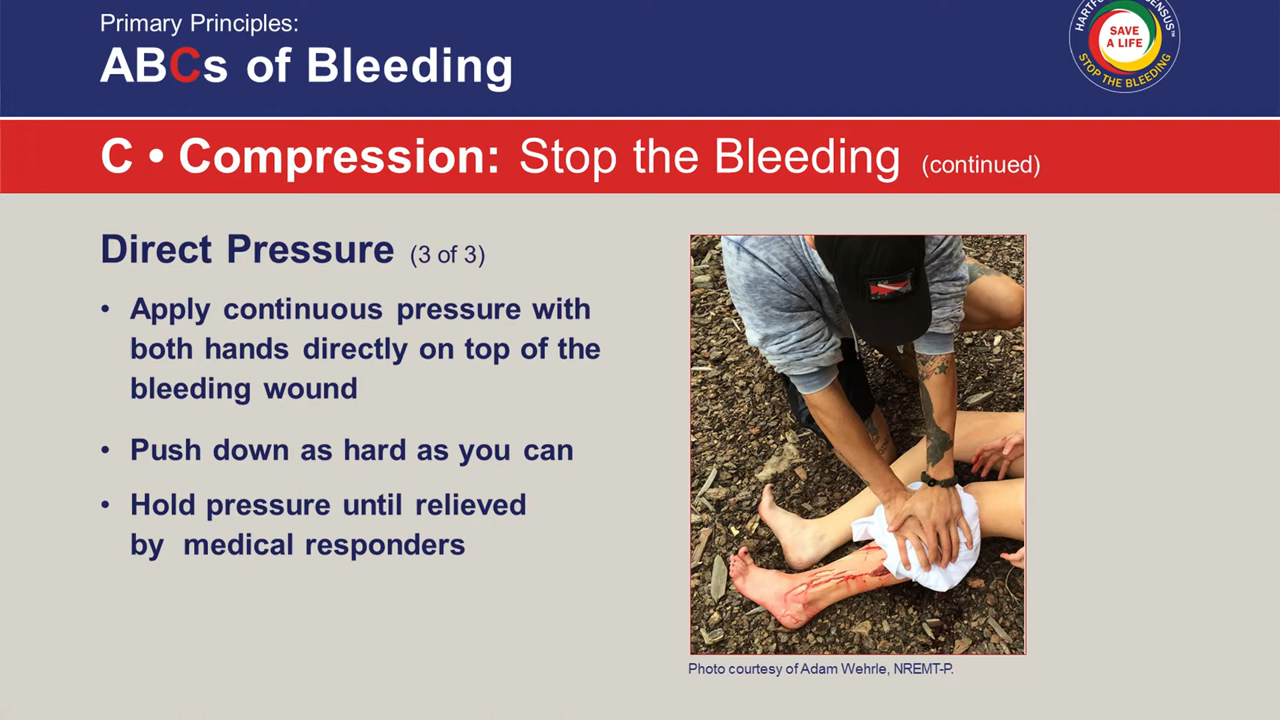 Primary Principles:
ABCs of Bleeding
SAVE
A LIFE
STOP THE BLEEDING
C • Compression: Stop the Bleeding (continued)
Direct Pressure (3 of 3)
• Apply continuous pressure with
both hands directly on top of the
bleeding wound
• Push down as hard as you can
• Hold pressure until relieved
by medical responders
Photo courtesy of Adam Wehrle, NREMT-P.